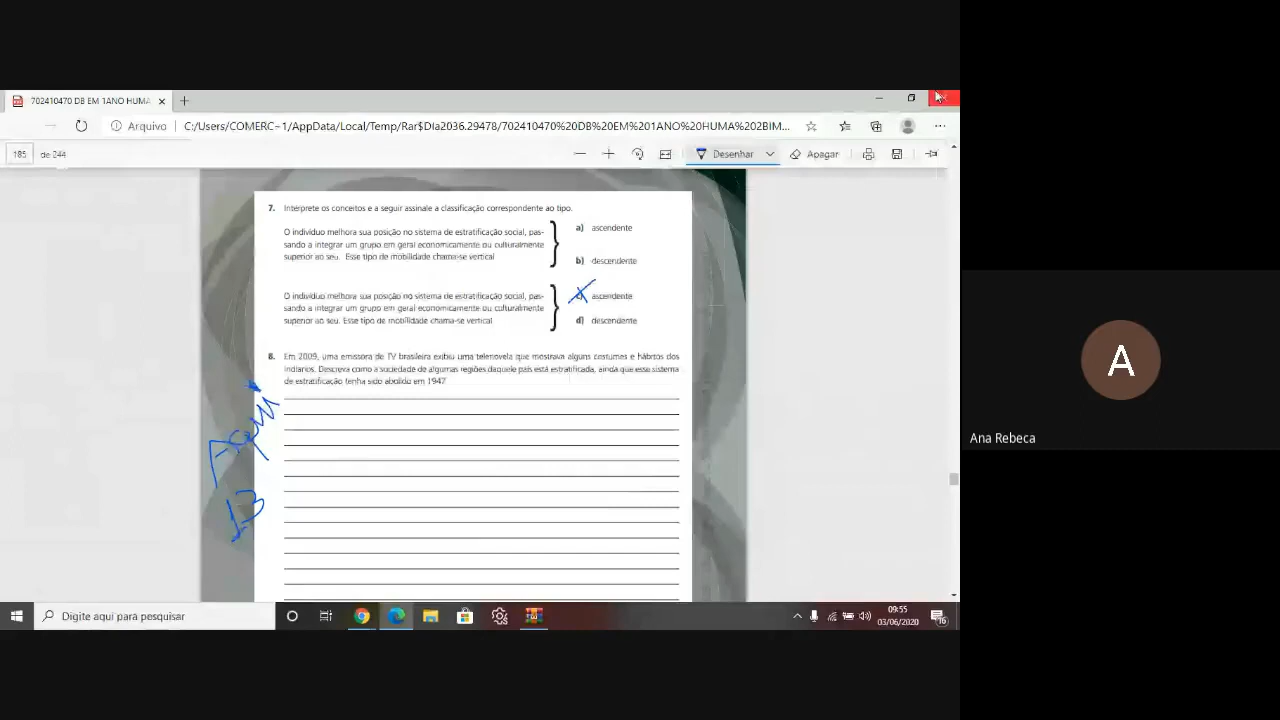 702410470 DB EM 1ANO HUMA
Arquivo
C:/Users/COMERC~1/AppData/Local/Temp/Rar$DIa2036.29478/702410470%20DB%20EM%201ANO%20HUMA%202BIM...
185 de 244
Desenhar
Apagar
7. Interprete os conceitos e a seguir assinale a classificação correspondente ao tipo.
O indivíduo melhora sua posição no sistema de estratificação social, pas-
sando a integrar um grupo em geral economicamente ou culturalmente
superior ao seu. Esse tipo de mobilidade chama-se vertical
a) ascendente
b) descendente
O indivíduo melhora sua posição no sistema de estratificação social, pas-
sando a integrar um grupo em geral economicamente ou culturalmente
superior ao seu. Esse tipo de mobilidade chama-se vertical
ascendente
d) descendente
8. Em 2009, uma emissora de TV brasileira exibiu uma telenovela que mostrava alguns costumes e hábitos dos
indianos. Descreva como a sociedade de algumas regiões daquele país está estratificada, ainda que esse sistema
de estratificação tenha sido abolido em 1947
13
A
Ana Rebeca
Digite aqui para pesquisar
09:55
03/06/2020
16